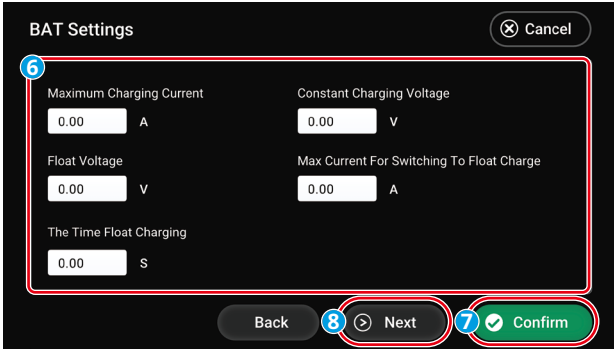 BAT Settings
Cancel
6
Maximum Charging Current
Constant Charging Voltage
0.00 A
0.00 V
Float Voltage
Max Current For Switching To Float Charge
0.00 V
0.00 A
The Time Float Charging
0.00 S
Back
8 Next
7 Confirm